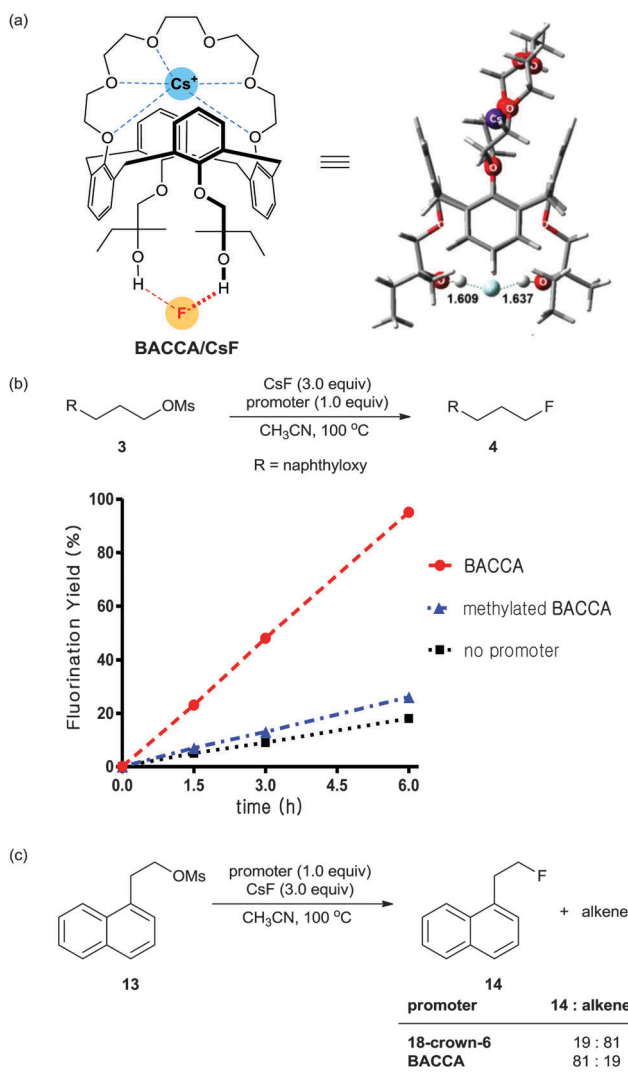 (a)
O O O
O Cs+ O
O O
O O
O O
H H
F-
BACCA/CsF
≡
O O
O
Cs
O
O O
O O
1.609 1.637
(b)
R OMs
3
CsF (3.0 equiv)
promoter (1.0 equiv)
CH3CN, 100 °C
R = naphthyloxy
R F
4
Fluorination Yield (%)
100
80
60
40
20
0
0.0 1.5 3.0 4.5 6.0
time (h)
BACCA
methylated BACCA
no promoter
(c)
OMs
13
promoter (1.0 equiv)
CsF (3.0 equiv)
CH3CN, 100 °C
F
14
+ alkene
promoter 14 : alkene
18-crown-6 19 : 81
BACCA 81 : 19